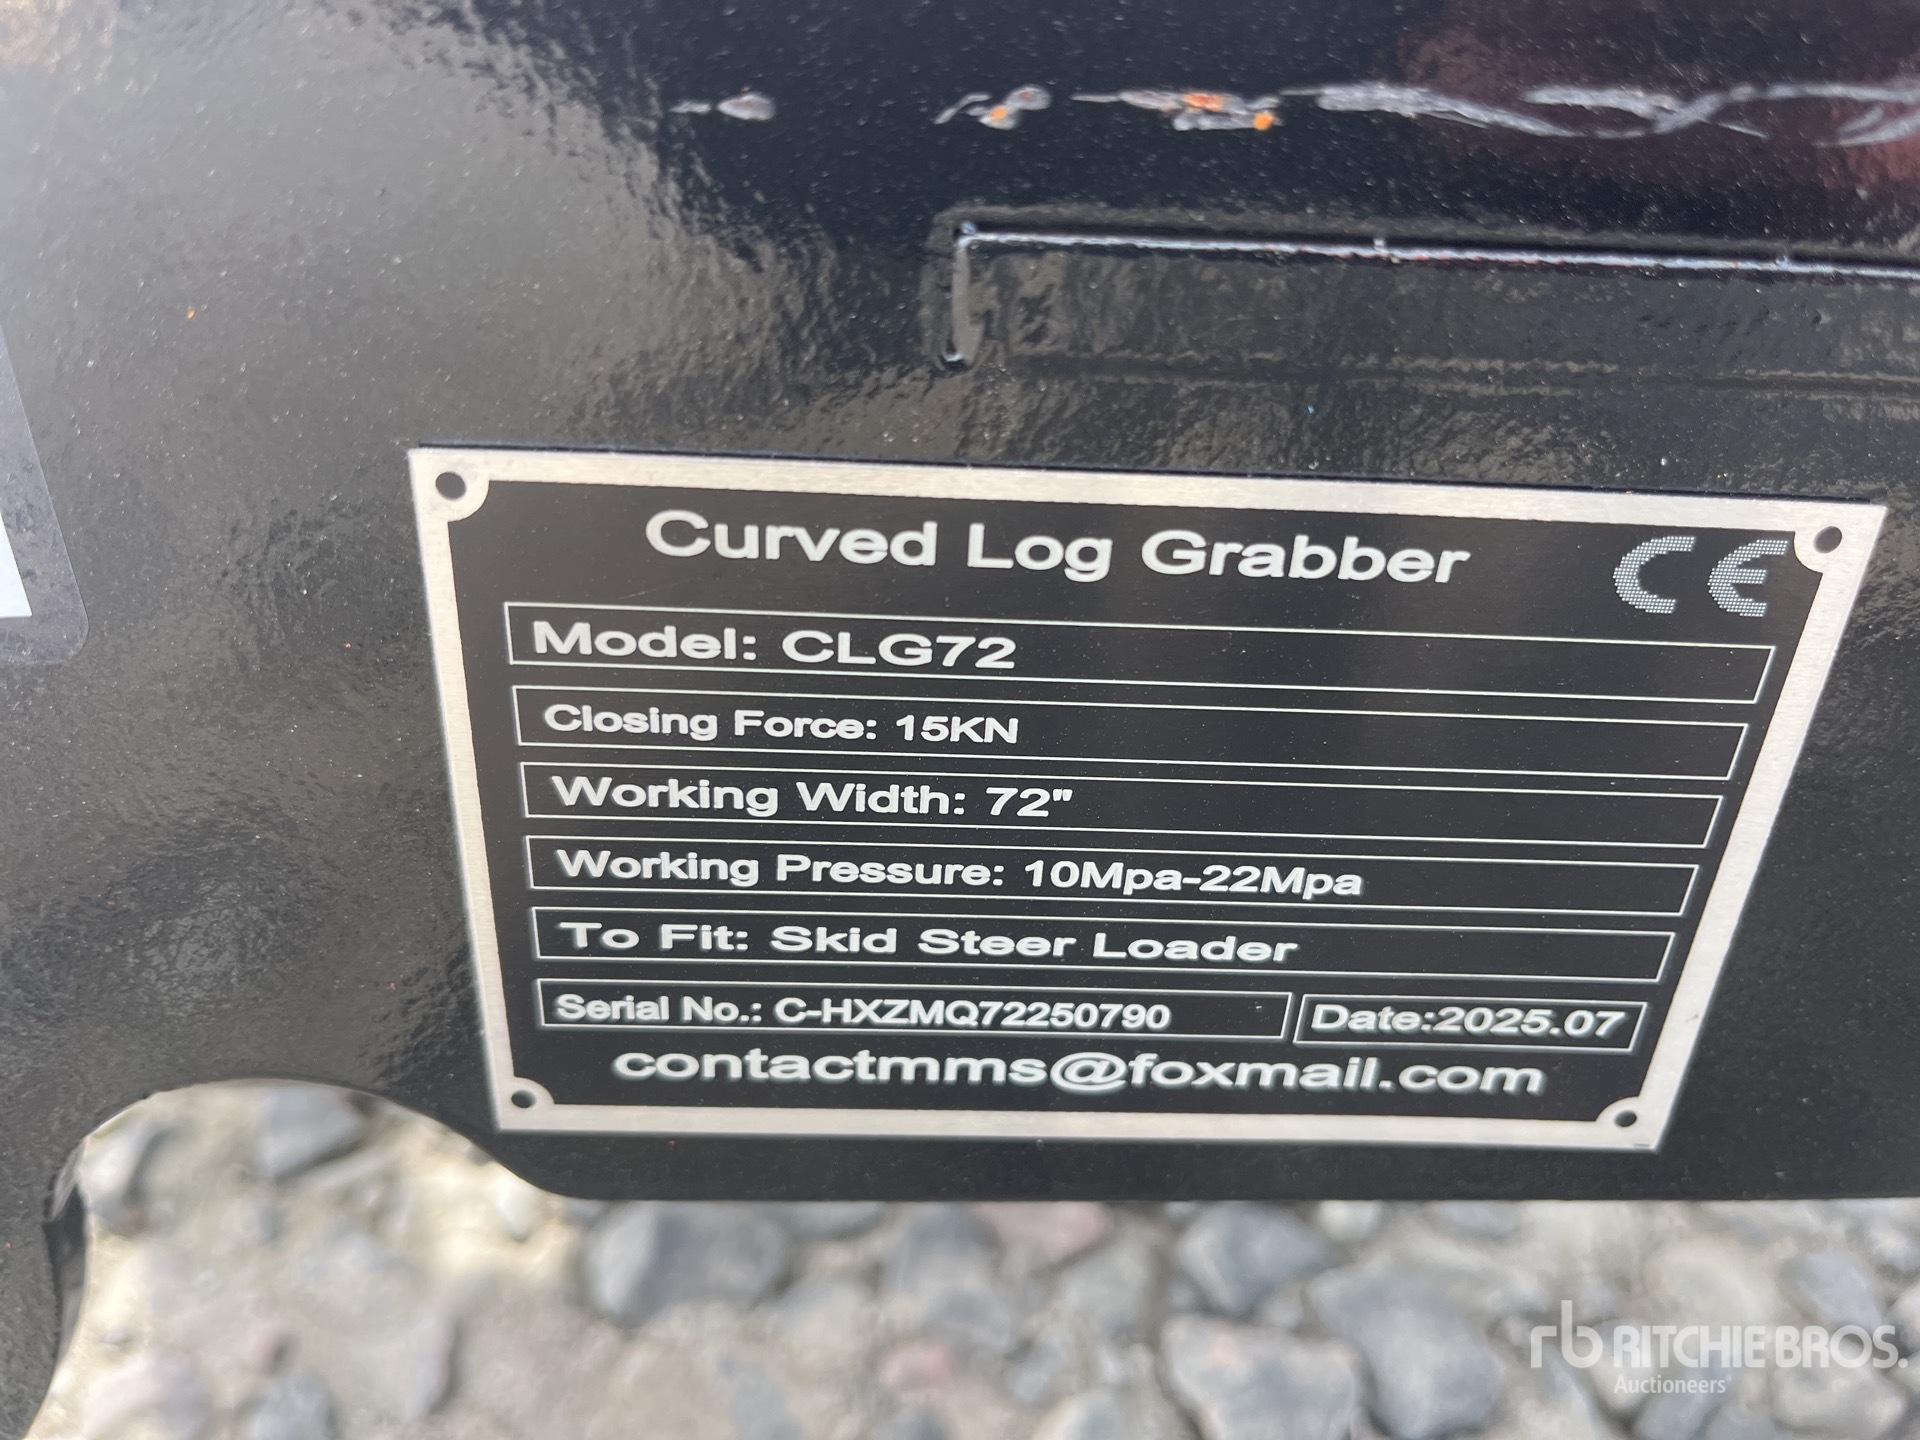 Curved Log Grabber CE
Model: CLG72
Closing Force: 15KN
Working Width: 72"
Working Pressure: 10Mpa-22Mpa
To Fit: Skid Steer Loader
Serial No.: C-HXZMQ72250790 Date:2025.07
contactmms@foxmail.com
rb RITCHIE BROS.
Auctioneers